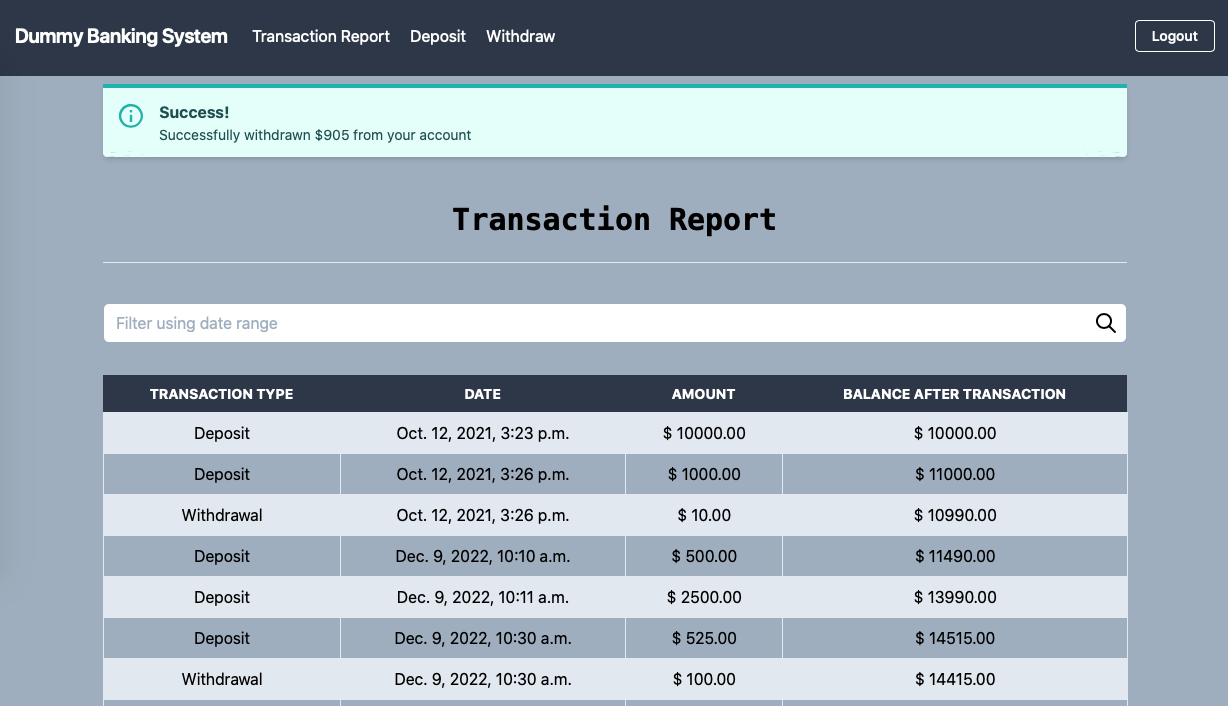 Dummy Banking System Transaction Report Deposit Withdraw Logout
Success!
Successfully withdrawn $905 from your account
Transaction Report
Filter using date range
TRANSACTION TYPE DATE AMOUNT BALANCE AFTER TRANSACTION
Deposit Oct. 12, 2021, 3:23 p.m. $ 10000.00 $ 10000.00
Deposit Oct. 12, 2021, 3:26 p.m. $ 1000.00 $ 11000.00
Withdrawal Oct. 12, 2021, 3:26 p.m. $ 10.00 $ 10990.00
Deposit Dec. 9, 2022, 10:10 a.m. $ 500.00 $ 11490.00
Deposit Dec. 9, 2022, 10:11 a.m. $ 2500.00 $ 13990.00
Deposit Dec. 9, 2022, 10:30 a.m. $ 525.00 $ 14515.00
Withdrawal Dec. 9, 2022, 10:30 a.m. $ 100.00 $ 14415.00